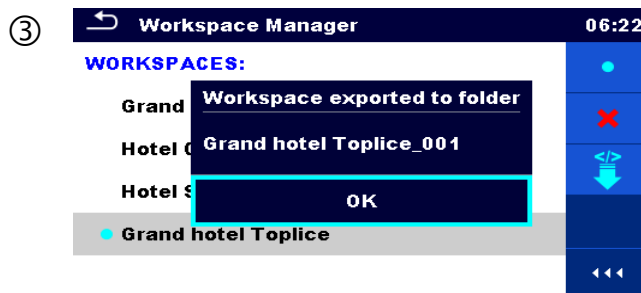 ③
Workspace Manager 06:22
WORKSPACES:
Grand
Workspace exported to folder
Hotel
Grand hotel Toplice_001
Hotel S
OK
Grand hotel Toplice